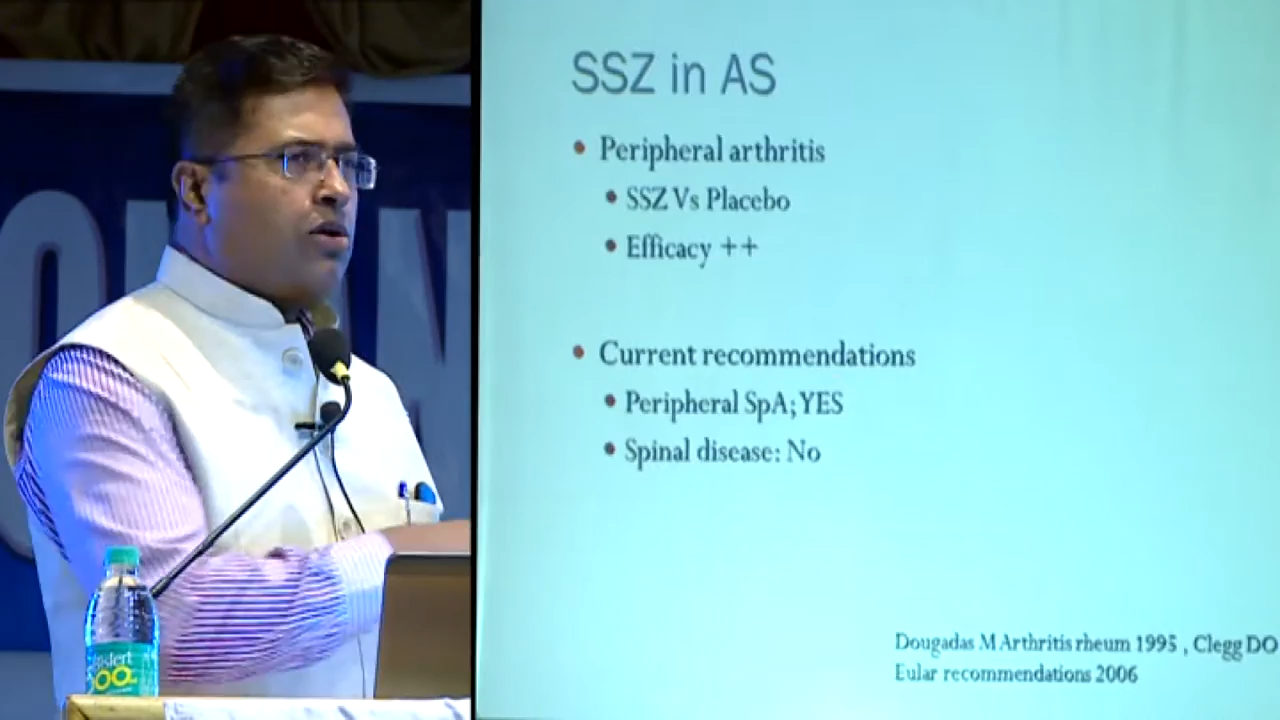 SSZ in AS
Peripheral arthritis
SSZ Vs Placebo
Efficacy ++
Current recommendations
Peripheral SpA; YES
Spinal disease: No
Dougadas M Arthritis rheum 1995 , Clegg DO
Eular recommendations 2006